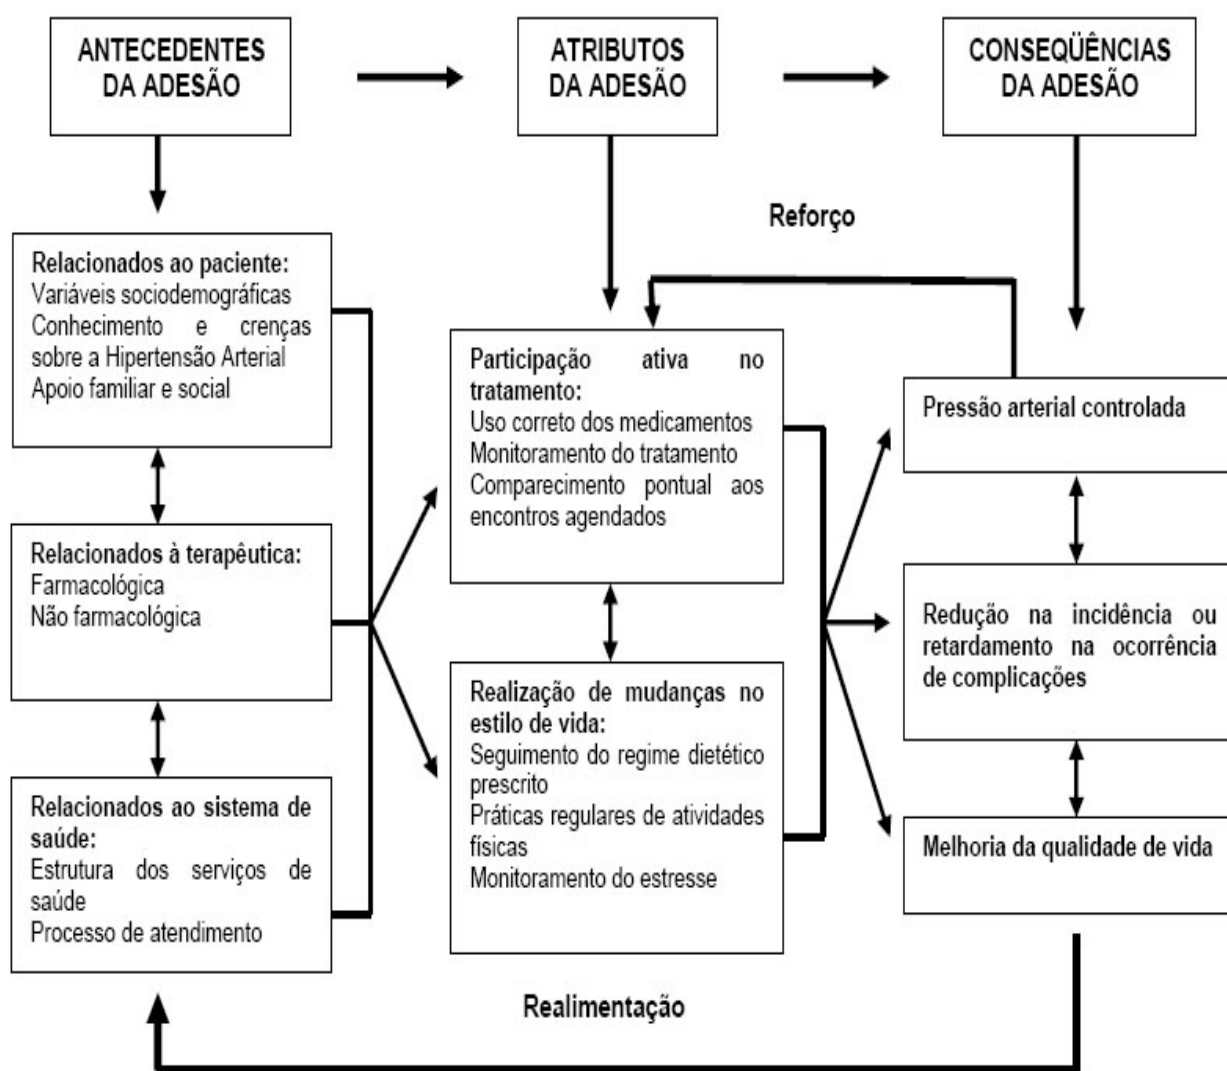 ANTECEDENTES
DA ADESÃO
ATRIBUTOS
DA ADESÃO
CONSEQÜÊNCIAS
DA ADESÃO
Relacionados ao paciente:
Variáveis sociodemográficas
Conhecimento e crenças
sobre a Hipertensão Arterial
Apoio familiar e social
Relacionados à terapêutica:
Farmacológica
Não farmacológica
Relacionados ao sistema de
saúde:
Estrutura dos serviços de
saúde
Processo de atendimento
Reforço
Participação ativa no
tratamento:
Uso correto dos medicamentos
Monitoramento do tratamento
Comparecimento pontual aos
encontros agendados
Realização de mudanças no
estilo de vida:
Seguimento do regime dietético
prescrito
Práticas regulares de atividades
físicas
Monitoramento do estresse
Pressão arterial controlada
Redução na incidência ou
retardamento na ocorrência
de complicações
Melhoria da qualidade de vida
Realimentação